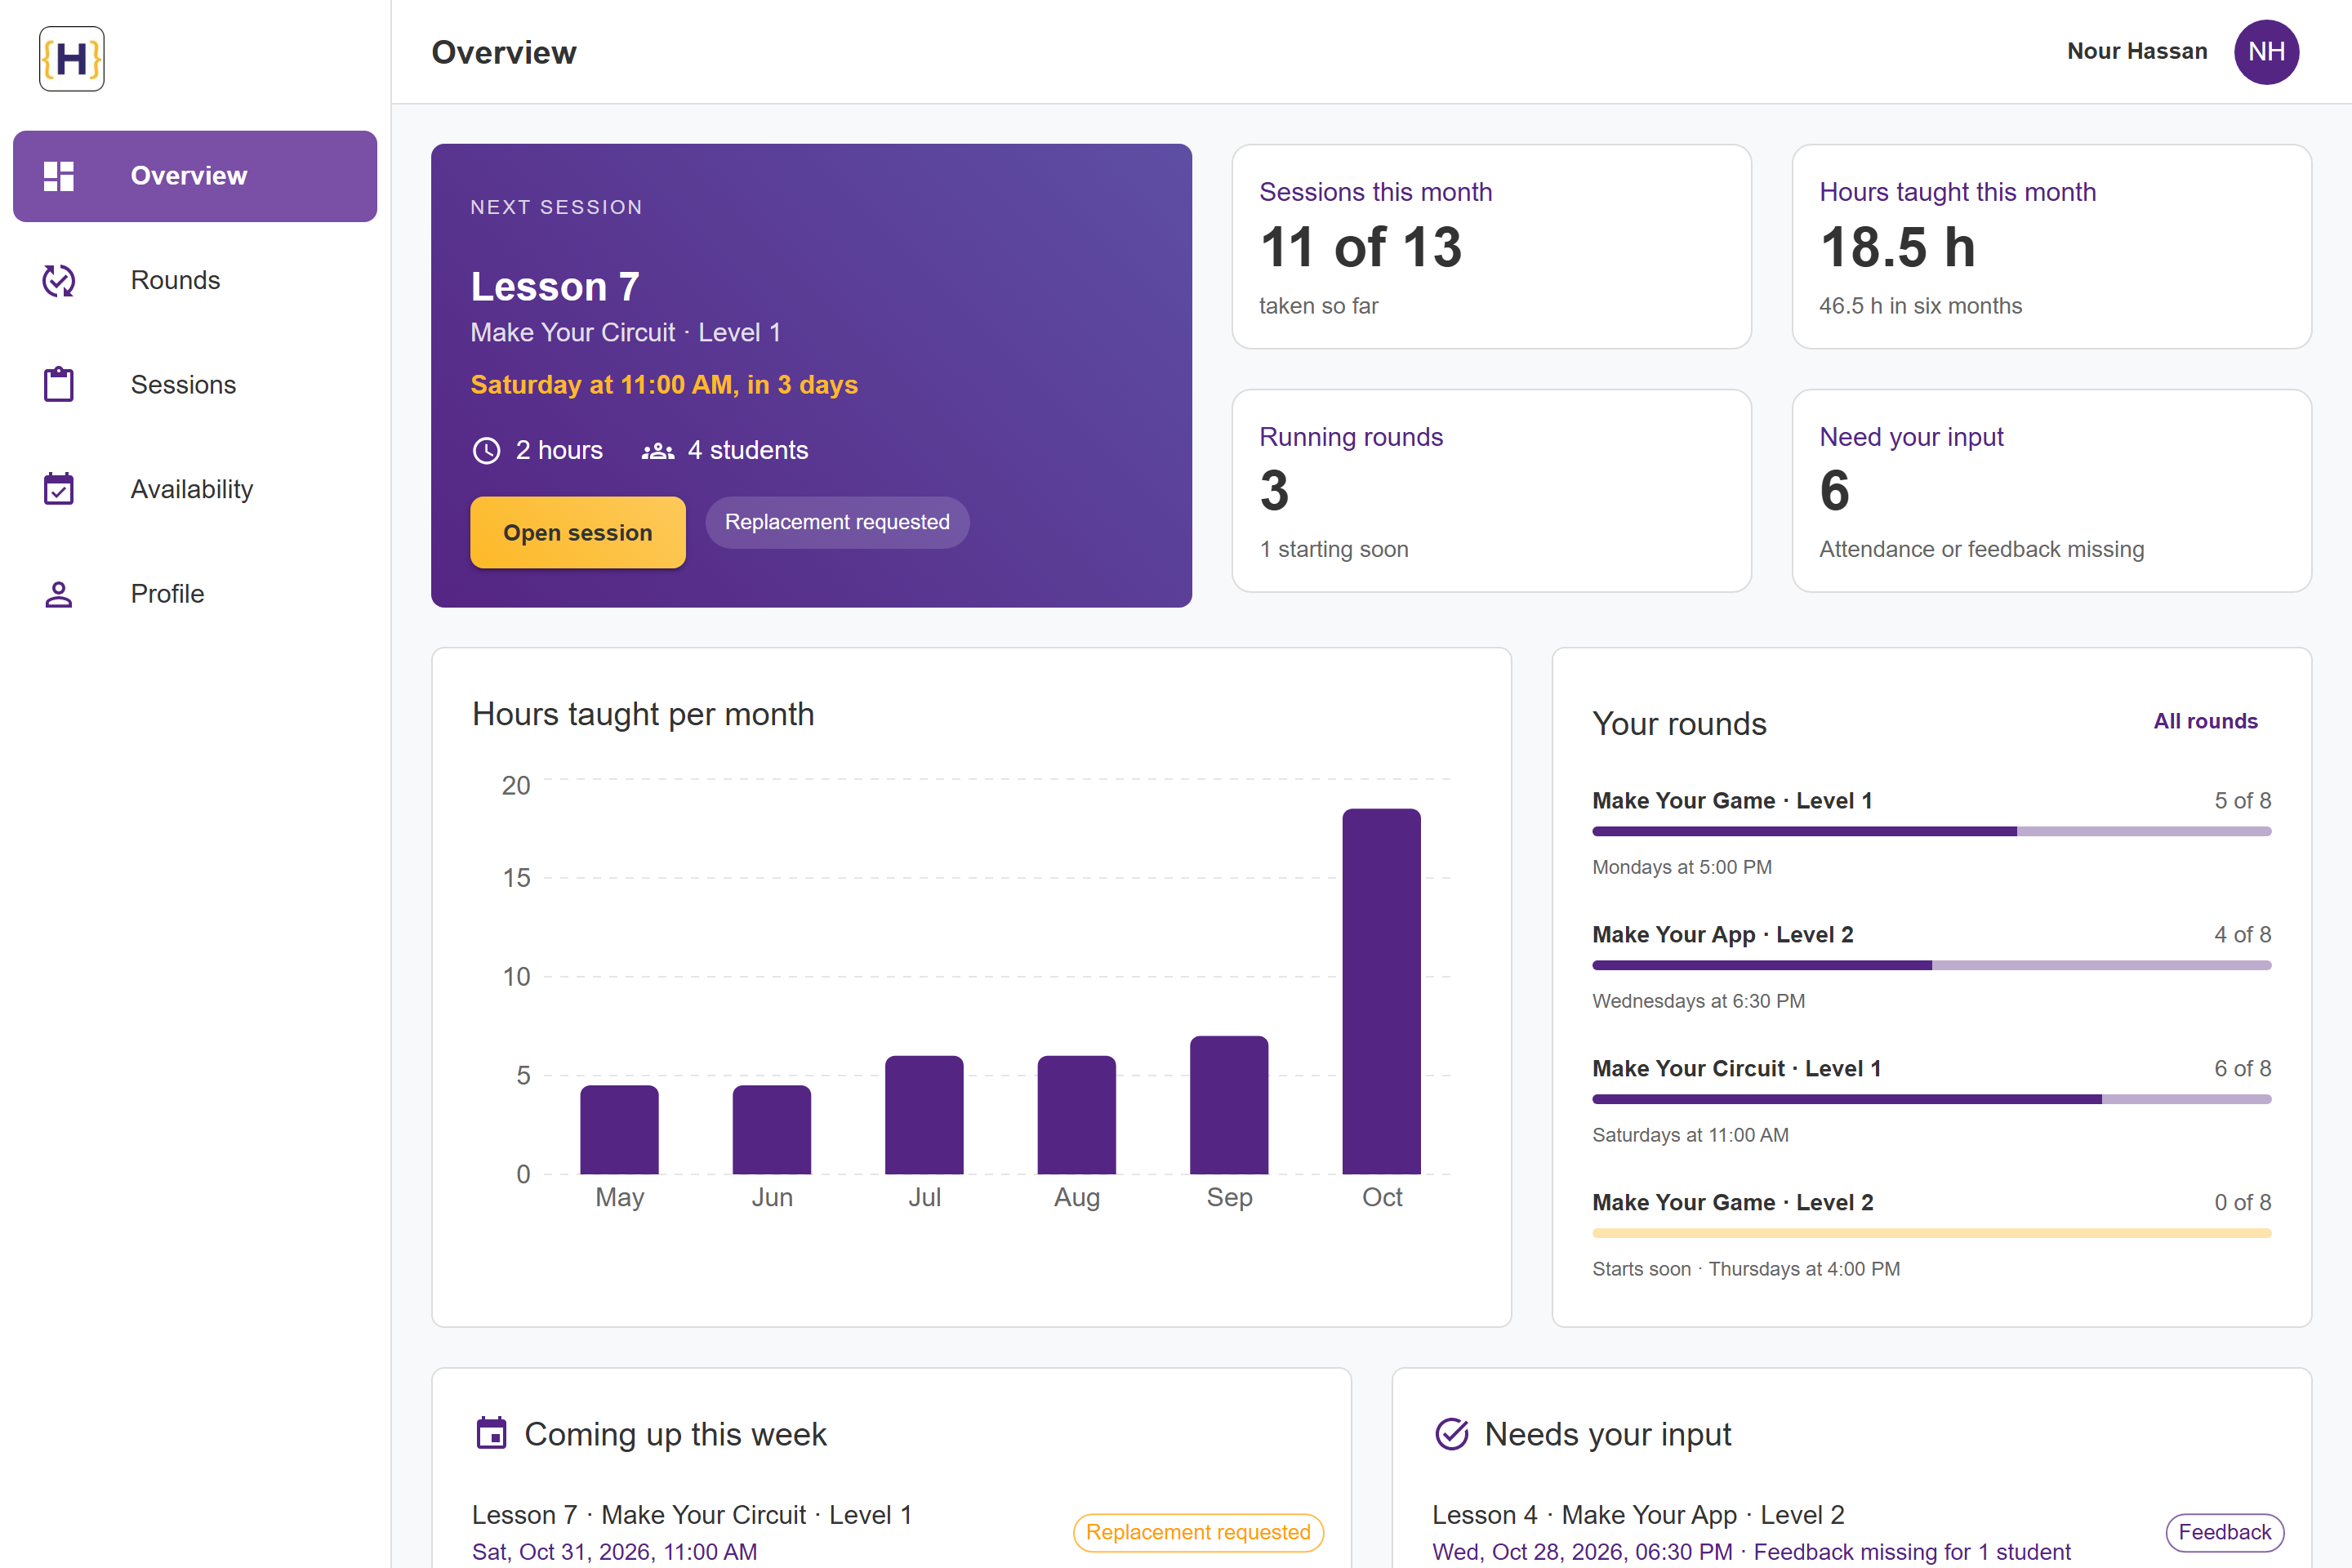 {H}
Overview
Nour Hassan
NH
Overview
Rounds
Sessions
Availability
Profile
NEXT SESSION
Lesson 7
Make Your Circuit · Level 1
Saturday at 11:00 AM, in 3 days
2 hours
4 students
Open session
Replacement requested
Sessions this month
11 of 13
taken so far
Hours taught this month
18.5 h
46.5 h in six months
Running rounds
3
1 starting soon
Need your input
6
Attendance or feedback missing
Hours taught per month
20
15
10
5
0
May
Jun
Jul
Aug
Sep
Oct
Your rounds
All rounds
Make Your Game · Level 1
5 of 8
Mondays at 5:00 PM
Make Your App · Level 2
4 of 8
Wednesdays at 6:30 PM
Make Your Circuit · Level 1
6 of 8
Saturdays at 11:00 AM
Make Your Game · Level 2
0 of 8
Starts soon · Thursdays at 4:00 PM
Coming up this week
Lesson 7 · Make Your Circuit · Level 1
Sat, Oct 31, 2026, 11:00 AM
Replacement requested
Needs your input
Lesson 4 · Make Your App · Level 2
Wed, Oct 28, 2026, 06:30 PM · Feedback missing for 1 student
Feedback